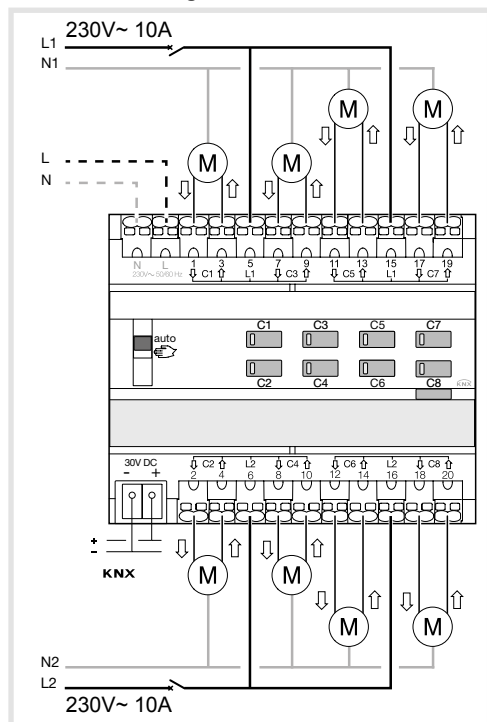 230V~ 10A
L1
N1
M M
M M
L
N
N L 1 3 5 7 9 11 13 15 17 19
230V~ 50/60 Hz C1 L1 C3 C5 L1 C7
auto
C1 C3 C5 C7
C2 C4 C6 C8
KNX
30V DC
- +
C2 L2 C4 C6 L2 C8
2 4 6 8 10 12 14 16 18 20
+
-
KNX
M M
M M
N2
L2
230V~ 10A